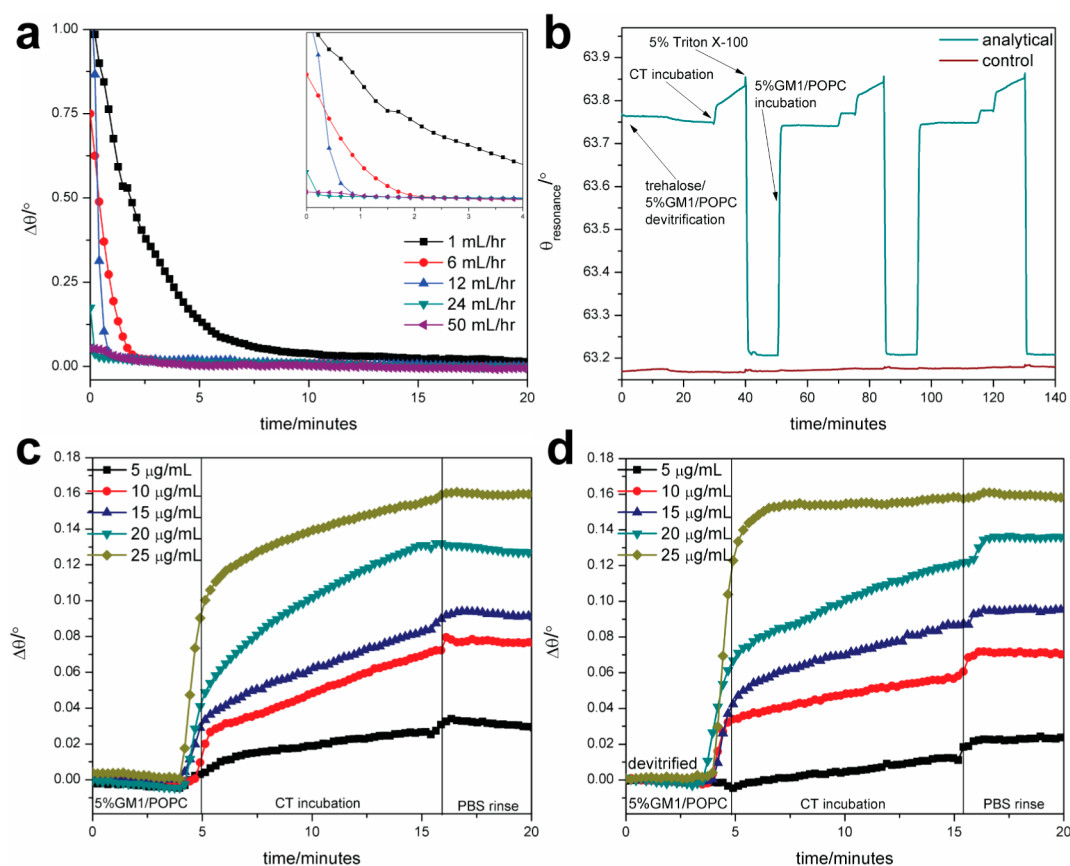 a
1.00
0.75
0.50
0.25
0.00
Δθ/°
0
5
10
15
20
time/minutes
0
1
2
3
4
1 mL/hr
6 mL/hr
12 mL/hr
24 mL/hr
50 mL/hr
b
63.9
63.8
63.7
63.6
63.5
63.4
63.3
63.2
63.1
θresonance/°
0
20
40
60
80
100
120
140
time/minutes
5% Triton X-100
CT incubation
5%GM1/POPC
incubation
trehalose/
5%GM1/POPC
devitrification
analytical
control
c
0.18
0.16
0.14
0.12
0.10
0.08
0.06
0.04
0.02
0.00
Δθ/°
5 μg/mL
10 μg/mL
15 μg/mL
20 μg/mL
25 μg/mL
5%GM1/POPC
CT incubation
PBS rinse
0
5
10
15
20
time/minutes
d
0.18
0.16
0.14
0.12
0.10
0.08
0.06
0.04
0.02
0.00
Δθ/°
5 μg/mL
10 μg/mL
15 μg/mL
20 μg/mL
25 μg/mL
devitrified
5%GM1/POPC
CT incubation
PBS rinse
0
5
10
15
20
time/minutes